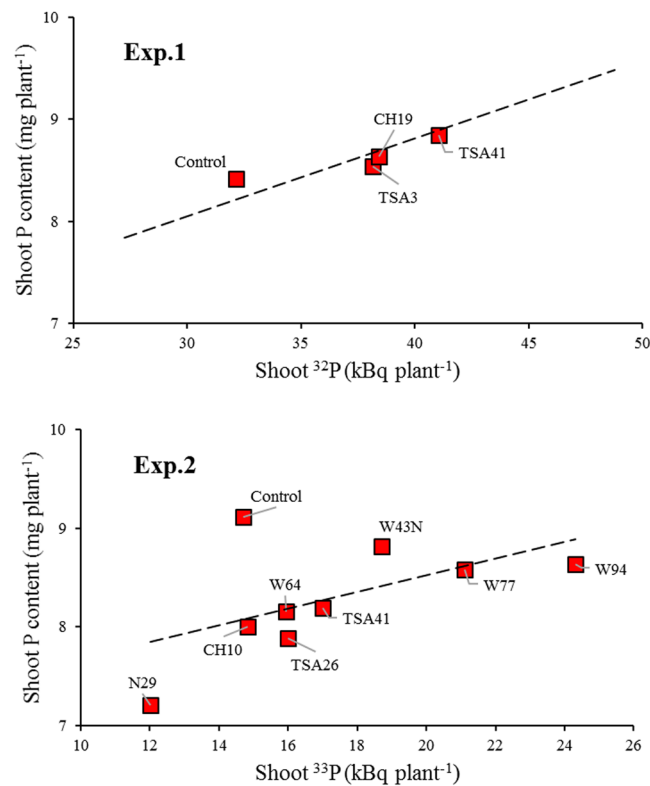 10
Exp.1
9
CH19
Control
TSA41
TSA3
8
7
25 30 35 40 45 50
Shoot P content (mg plant⁻¹)
Shoot ³²P (kBq plant⁻¹)
10
Exp.2
Control
9
W43N
W64
W94
W77
TSA41
8
CH10
TSA26
N29
7
10 12 14 16 18 20 22 24 26
Shoot P content (mg plant⁻¹)
Shoot ³³P (kBq plant⁻¹)